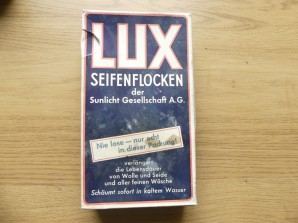 LUX
SEIFENFLOCKEN
der
Sunlicht Gesellschaft A.G.
Nie lose – nur echt
in dieser Packung!
verlängern
die Lebensdauer
von Wolle und Seide
und aller feinen Wäsche
Schäumt sofort in kaltem Wasser